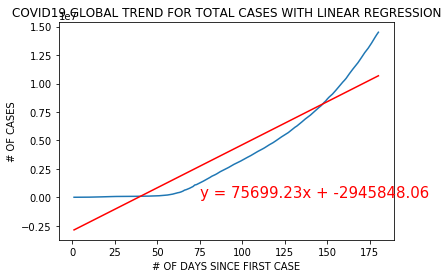 COVID19 GLOBAL TREND FOR TOTAL CASES WITH LINEAR REGRESSION
1e7
1.50
1.25
1.00
0.75
0.50
0.25
0.00
−0.25
# OF CASES
y = 75699.23x + -2945848.06
0 25 50 75 100 125 150 175
# OF DAYS SINCE FIRST CASE